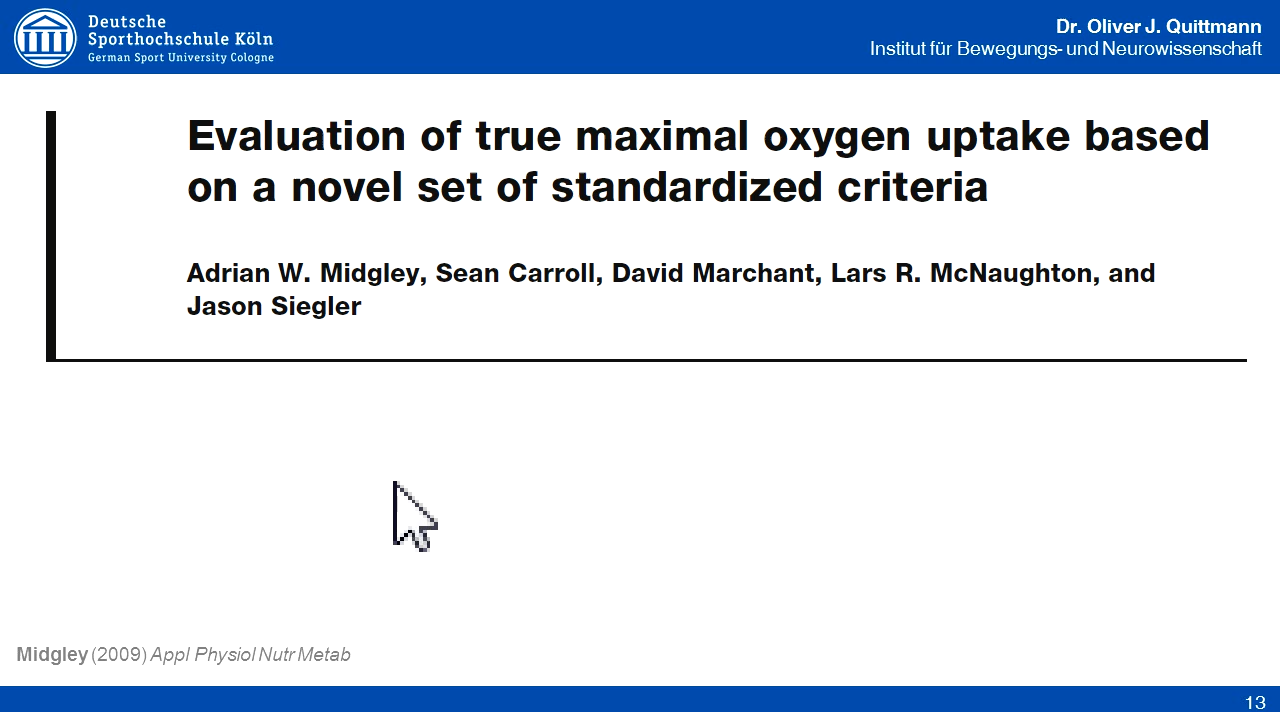 Deutsche
Sporthochschule Köln
German Sport University Cologne
Dr. Oliver J. Quittmann
Institut für Bewegungs- und Neurowissenschaft
Evaluation of true maximal oxygen uptake based
on a novel set of standardized criteria
Adrian W. Midgley, Sean Carroll, David Marchant, Lars R. McNaughton, and
Jason Siegler
Midgley (2009) Appl Physiol Nutr Metab
13